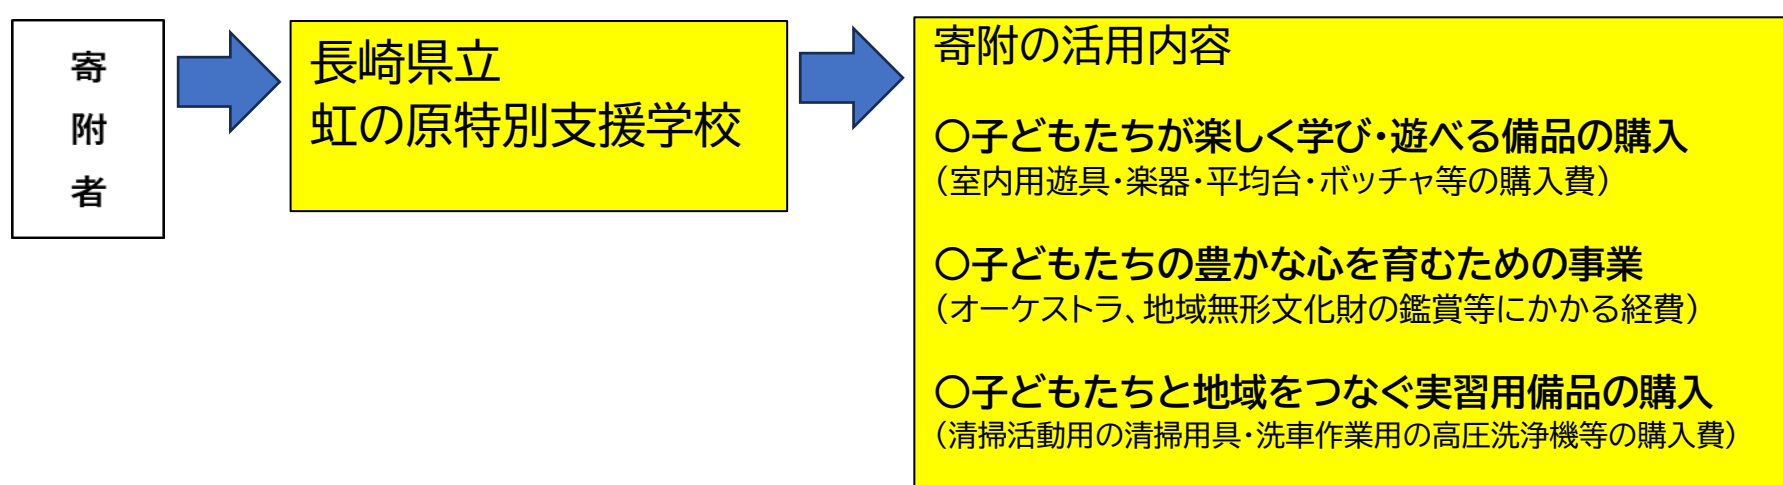 寄
附
者
長崎県立
虹の原特別支援学校
寄附の活用内容
〇子どもたちが楽しく学び・遊べる備品の購入
（室内用遊具・楽器・平均台・ボッチャ等の購入費）
〇子どもたちの豊かな心を育むための事業
（オーケストラ、地域無形文化財の鑑賞等にかかる経費）
〇子どもたちと地域をつなぐ実習用備品の購入
（清掃活動用の清掃用具・洗車作業用の高圧洗浄機等の購入費）